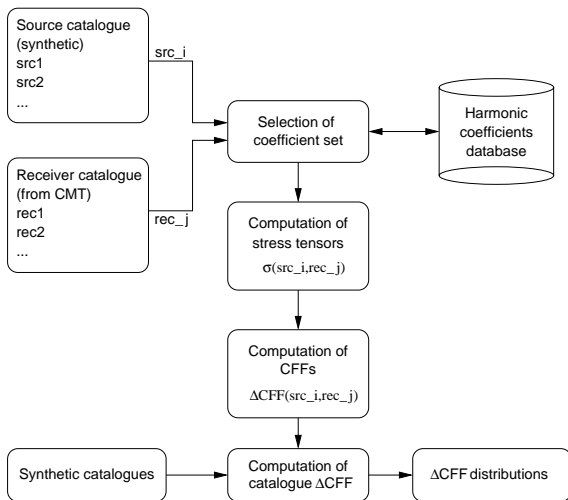 Source catalogue
(synthetic)
src1
src2
...
src_i
Receiver catalogue
(from CMT)
rec1
rec2
...
rec_j
Selection of
coefficient set
Harmonic
coefficients
database
Computation of
stress tensors
σ(src_i,rec_j)
Computation of
CFFs
ΔCFF(src_i,rec_j)
Synthetic catalogues
Computation of
catalogue ΔCFF
ΔCFF distributions